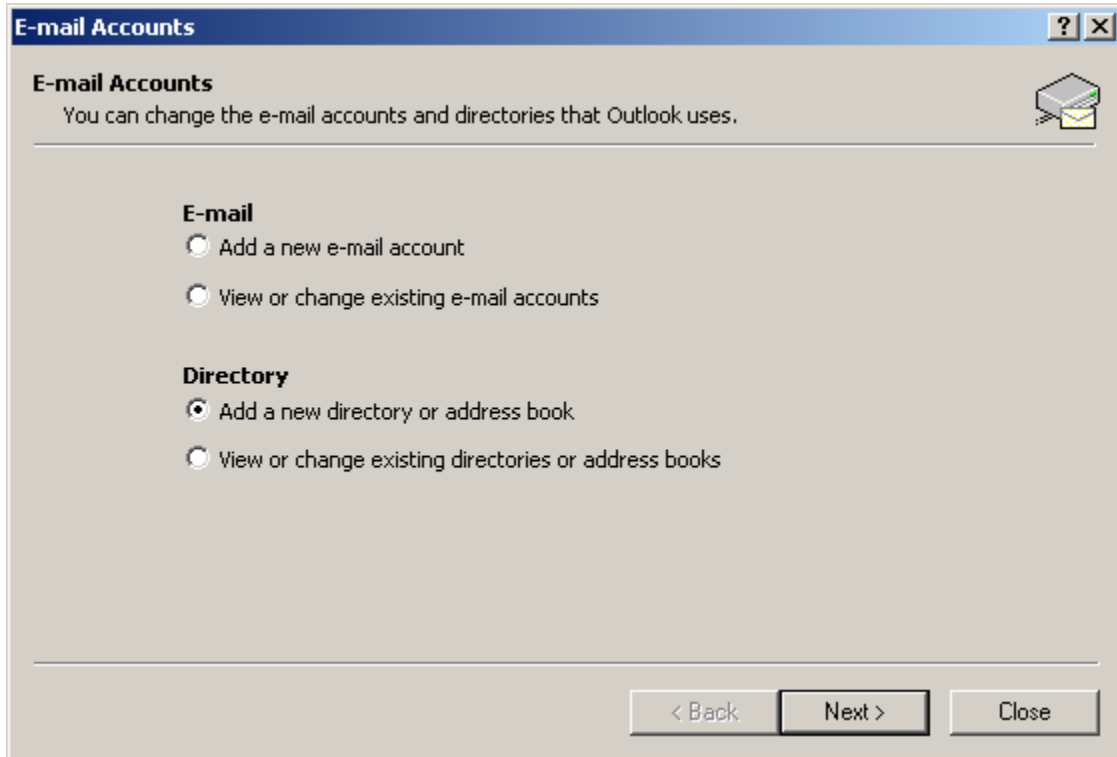 E-mail Accounts
E-mail Accounts
You can change the e-mail accounts and directories that Outlook uses.
E-mail
Add a new e-mail account
View or change existing e-mail accounts
Directory
Add a new directory or address book
View or change existing directories or address books
< Back Next > Close